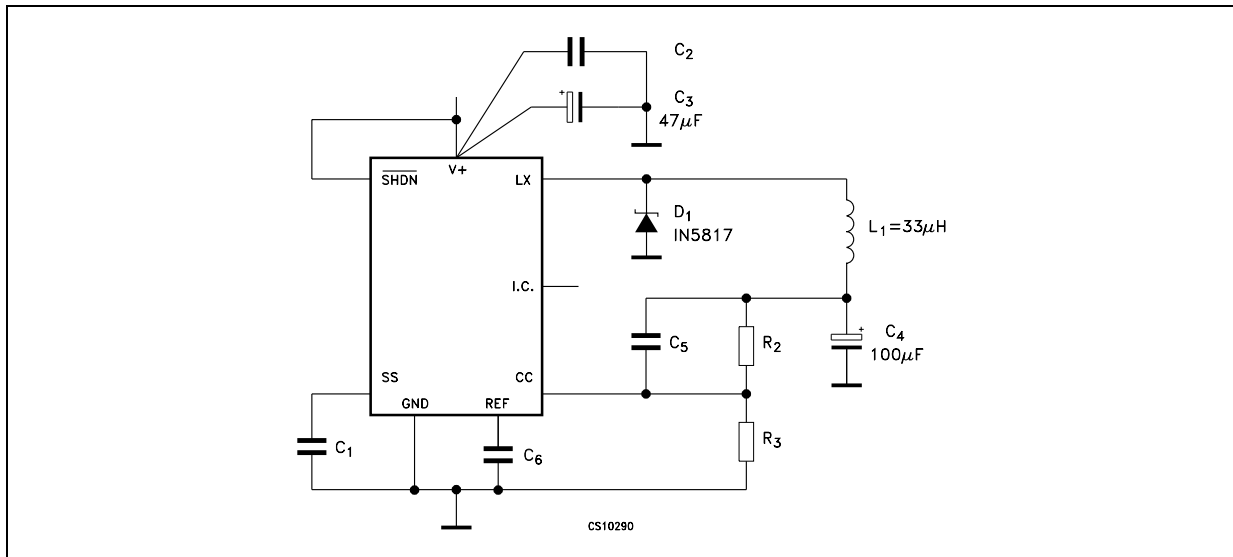 C2
+
C3
47μF
V+
SHDN
LX
D1
IN5817
L1=33μH
I.C.
C5
R2
+
C4
100μF
SS
CC
GND
REF
C1
C6
R3
CS10290